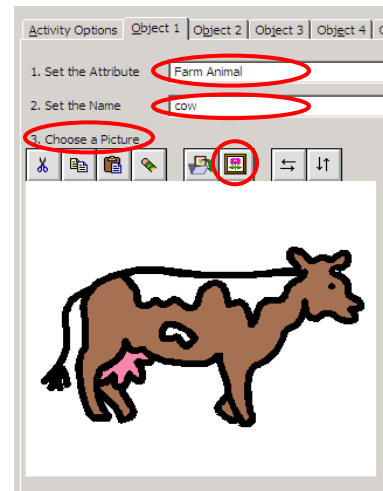 Activity Options Object 1 Object 2 Object 3 Object 4
1. Set the Attribute Farm Animal
2. Set the Name cow
3. Choose a Picture